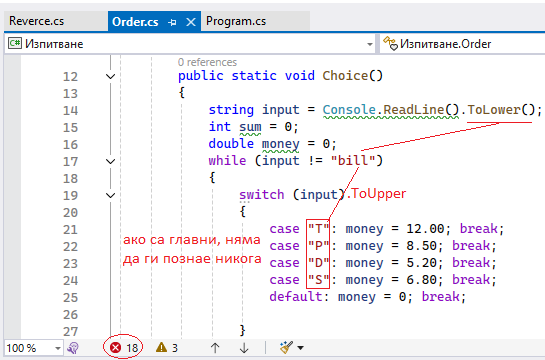 Reverce.cs Order.cs Program.cs
C# Изпитване Изпитване.Order
0 references
12 public static void Choice()
13 {
14 string input = Console.ReadLine().ToLower();
15 int sum = 0;
16 double money = 0;
17 while (input != "bill")
18 {
19 switch (input).ToUpper
20 {
21 case "T": money = 12.00; break;
22 case "P": money = 8.50; break;
23 case "D": money = 5.20; break;
24 case "S": money = 6.80; break;
25 default: money = 0; break;
26
27 }
ако са главни, няма
да ги познае никога
100 % 18 3